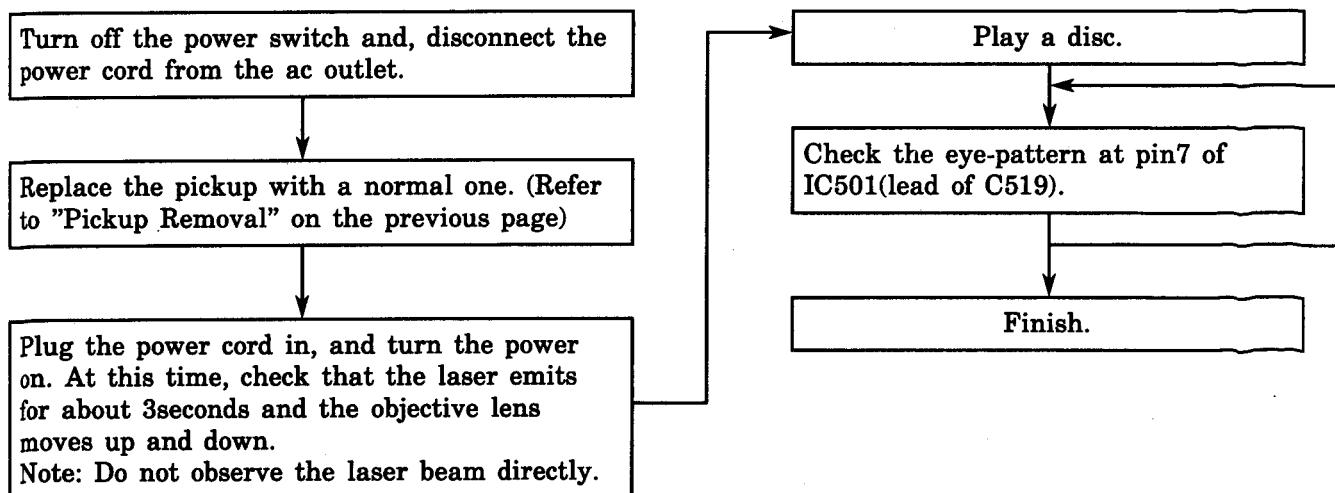 Turn off the power switch and, disconnect the
power cord from the ac outlet.
Replace the pickup with a normal one. (Refer
to ”Pickup Removal” on the previous page)
Plug the power cord in, and turn the power
on. At this time, check that the laser emits
for about 3seconds and the objective lens
moves up and down.
Note: Do not observe the laser beam directly.
Play a disc.
Check the eye-pattern at pin7 of
IC501(lead of C519).
Finish.